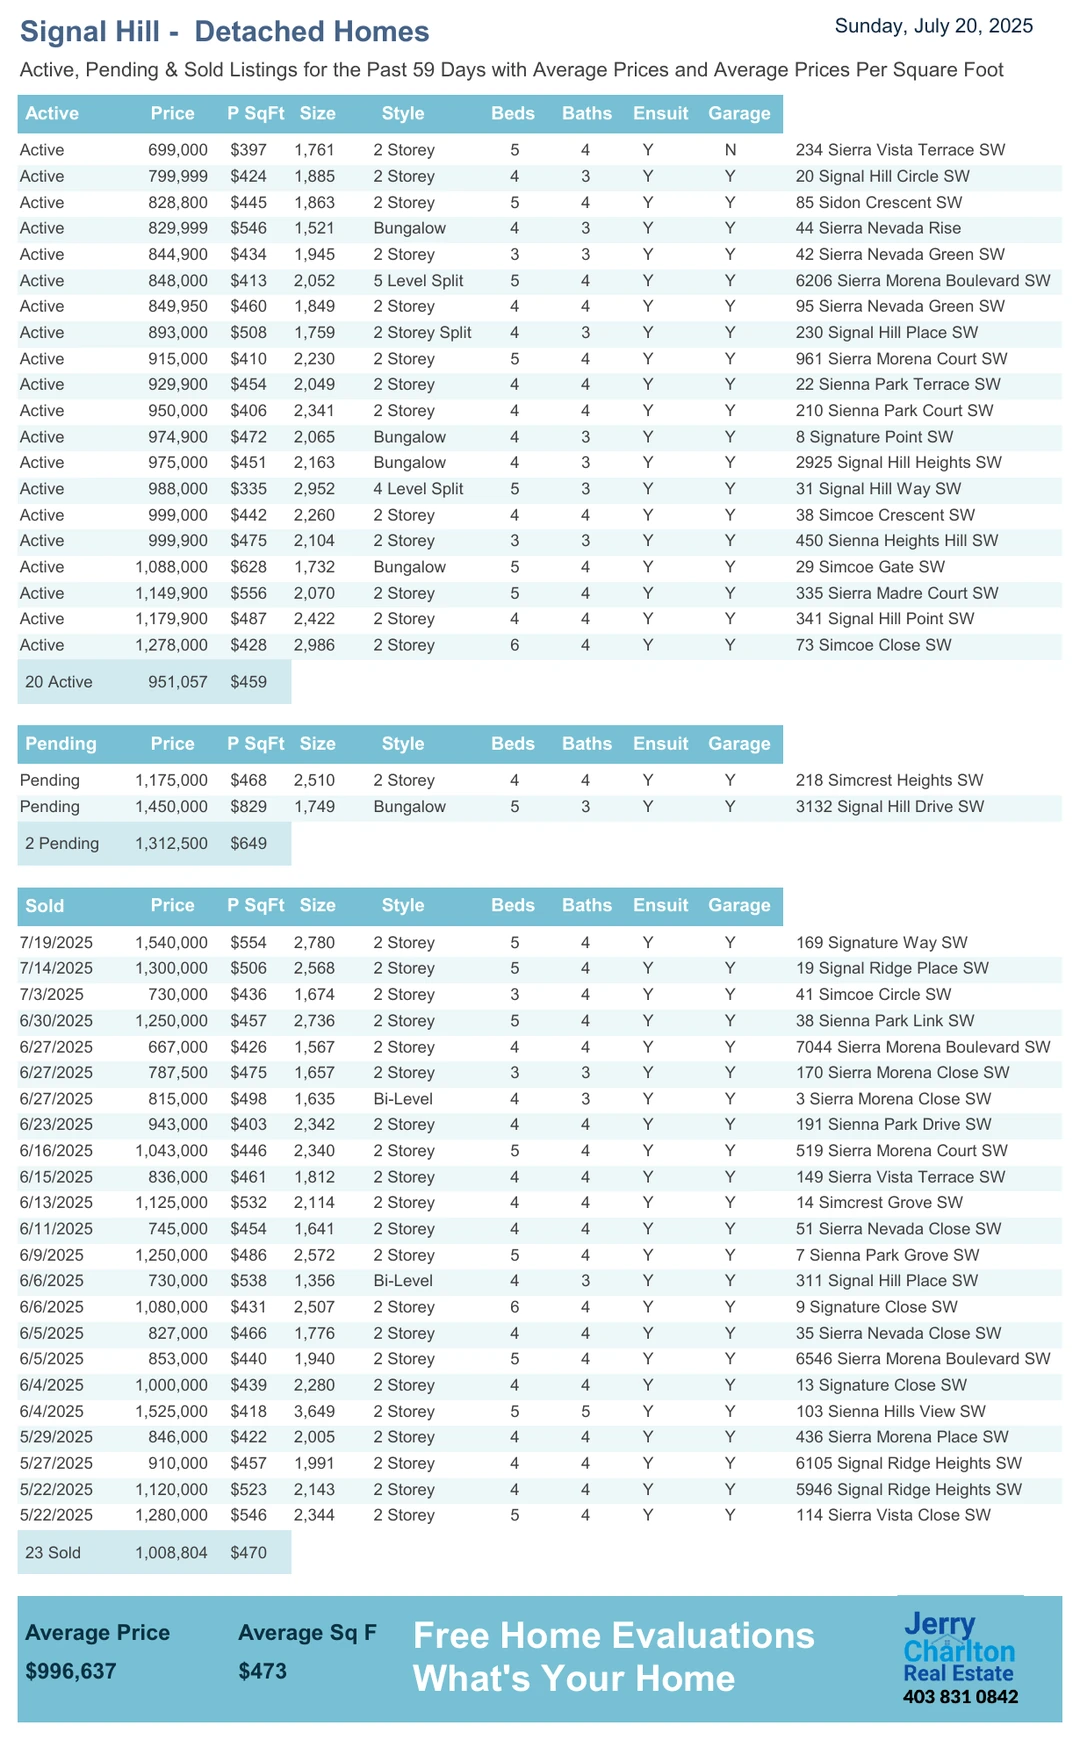 Signal Hill - Detached Homes
Sunday, July 20, 2025
Active, Pending & Sold Listings for the Past 59 Days with Average Prices and Average Prices Per Square Foot
Active Price P SqFt Size Style Beds Baths Ensuit Garage
Active 699,000 $397 1,761 2 Storey 5 4 Y N 234 Sierra Vista Terrace SW
Active 799,999 $424 1,885 2 Storey 4 3 Y Y 20 Signal Hill Circle SW
Active 828,800 $445 1,863 2 Storey 5 4 Y Y 85 Sidon Crescent SW
Active 829,999 $546 1,521 Bungalow 4 3 Y Y 44 Sierra Nevada Rise
Active 844,900 $434 1,945 2 Storey 3 3 Y Y 42 Sierra Nevada Green SW
Active 848,000 $413 2,052 5 Level Split 5 4 Y Y 6206 Sierra Morena Boulevard SW
Active 849,950 $460 1,849 2 Storey 4 4 Y Y 95 Sierra Nevada Green SW
Active 893,000 $508 1,759 2 Storey Split 4 3 Y Y 230 Signal Hill Place SW
Active 915,000 $410 2,230 2 Storey 5 4 Y Y 961 Sierra Morena Court SW
Active 929,900 $454 2,049 2 Storey 4 4 Y Y 22 Sienna Park Terrace SW
Active 950,000 $406 2,341 2 Storey 4 4 Y Y 210 Sienna Park Court SW
Active 974,900 $472 2,065 Bungalow 4 3 Y Y 8 Signature Point SW
Active 975,000 $451 2,163 Bungalow 4 3 Y Y 2925 Signal Hill Heights SW
Active 988,000 $335 2,952 4 Level Split 5 3 Y Y 31 Signal Hill Way SW
Active 999,000 $442 2,260 2 Storey 4 4 Y Y 38 Simcoe Crescent SW
Active 999,900 $475 2,104 2 Storey 3 3 Y Y 450 Sienna Heights Hill SW
Active 1,088,000 $628 1,732 Bungalow 5 4 Y Y 29 Simcoe Gate SW
Active 1,149,900 $556 2,070 2 Storey 5 4 Y Y 335 Sierra Madre Court SW
Active 1,179,900 $487 2,422 2 Storey 4 4 Y Y 341 Signal Hill Point SW
Active 1,278,000 $428 2,986 2 Storey 6 4 Y Y 73 Simcoe Close SW
20 Active 951,057 $459
Pending Price P SqFt Size Style Beds Baths Ensuit Garage
Pending 1,175,000 $468 2,510 2 Storey 4 4 Y Y 218 Simcrest Heights SW
Pending 1,450,000 $829 1,749 Bungalow 5 3 Y Y 3132 Signal Hill Drive SW
2 Pending 1,312,500 $649
Sold Price P SqFt Size Style Beds Baths Ensuit Garage
7/19/2025 1,540,000 $554 2,780 2 Storey 5 4 Y Y 169 Signature Way SW
7/14/2025 1,300,000 $506 2,568 2 Storey 5 4 Y Y 19 Signal Ridge Place SW
7/3/2025 730,000 $436 1,674 2 Storey 3 4 Y Y 41 Simcoe Circle SW
6/30/2025 1,250,000 $457 2,736 2 Storey 5 4 Y Y 38 Sienna Park Link SW
6/27/2025 667,000 $426 1,567 2 Storey 4 4 Y Y 7044 Sierra Morena Boulevard SW
6/27/2025 787,500 $475 1,657 2 Storey 3 3 Y Y 170 Sierra Morena Close SW
6/27/2025 815,000 $498 1,635 Bi-Level 4 3 Y Y 3 Sierra Morena Close SW
6/23/2025 943,000 $403 2,342 2 Storey 4 4 Y Y 191 Sienna Park Drive SW
6/16/2025 1,043,000 $446 2,340 2 Storey 5 4 Y Y 519 Sierra Morena Court SW
6/15/2025 836,000 $461 1,812 2 Storey 4 4 Y Y 149 Sierra Vista Terrace SW
6/13/2025 1,125,000 $532 2,114 2 Storey 4 4 Y Y 14 Simcrest Grove SW
6/11/2025 745,000 $454 1,641 2 Storey 4 4 Y Y 51 Sierra Nevada Close SW
6/9/2025 1,250,000 $486 2,572 2 Storey 5 4 Y Y 7 Sienna Park Grove SW
6/6/2025 730,000 $538 1,356 Bi-Level 4 3 Y Y 311 Signal Hill Place SW
6/6/2025 1,080,000 $431 2,507 2 Storey 6 4 Y Y 9 Signature Close SW
6/5/2025 827,000 $466 1,776 2 Storey 4 4 Y Y 35 Sierra Nevada Close SW
6/5/2025 853,000 $440 1,940 2 Storey 5 4 Y Y 6546 Sierra Morena Boulevard SW
6/4/2025 1,000,000 $439 2,280 2 Storey 4 4 Y Y 13 Signature Close SW
6/4/2025 1,525,000 $418 3,649 2 Storey 5 5 Y Y 103 Sienna Hills View SW
5/29/2025 846,000 $422 2,005 2 Storey 4 4 Y Y 436 Sierra Morena Place SW
5/27/2025 910,000 $457 1,991 2 Storey 4 4 Y Y 6105 Signal Ridge Heights SW
5/22/2025 1,120,000 $523 2,143 2 Storey 4 4 Y Y 5946 Signal Ridge Heights SW
5/22/2025 1,280,000 $546 2,344 2 Storey 5 4 Y Y 114 Sierra Vista Close SW
23 Sold 1,008,804 $470
Average Price Average Sq F
$996,637 $473
Free Home Evaluations
What's Your Home
Jerry
Charlton
Real Estate
403 831 0842